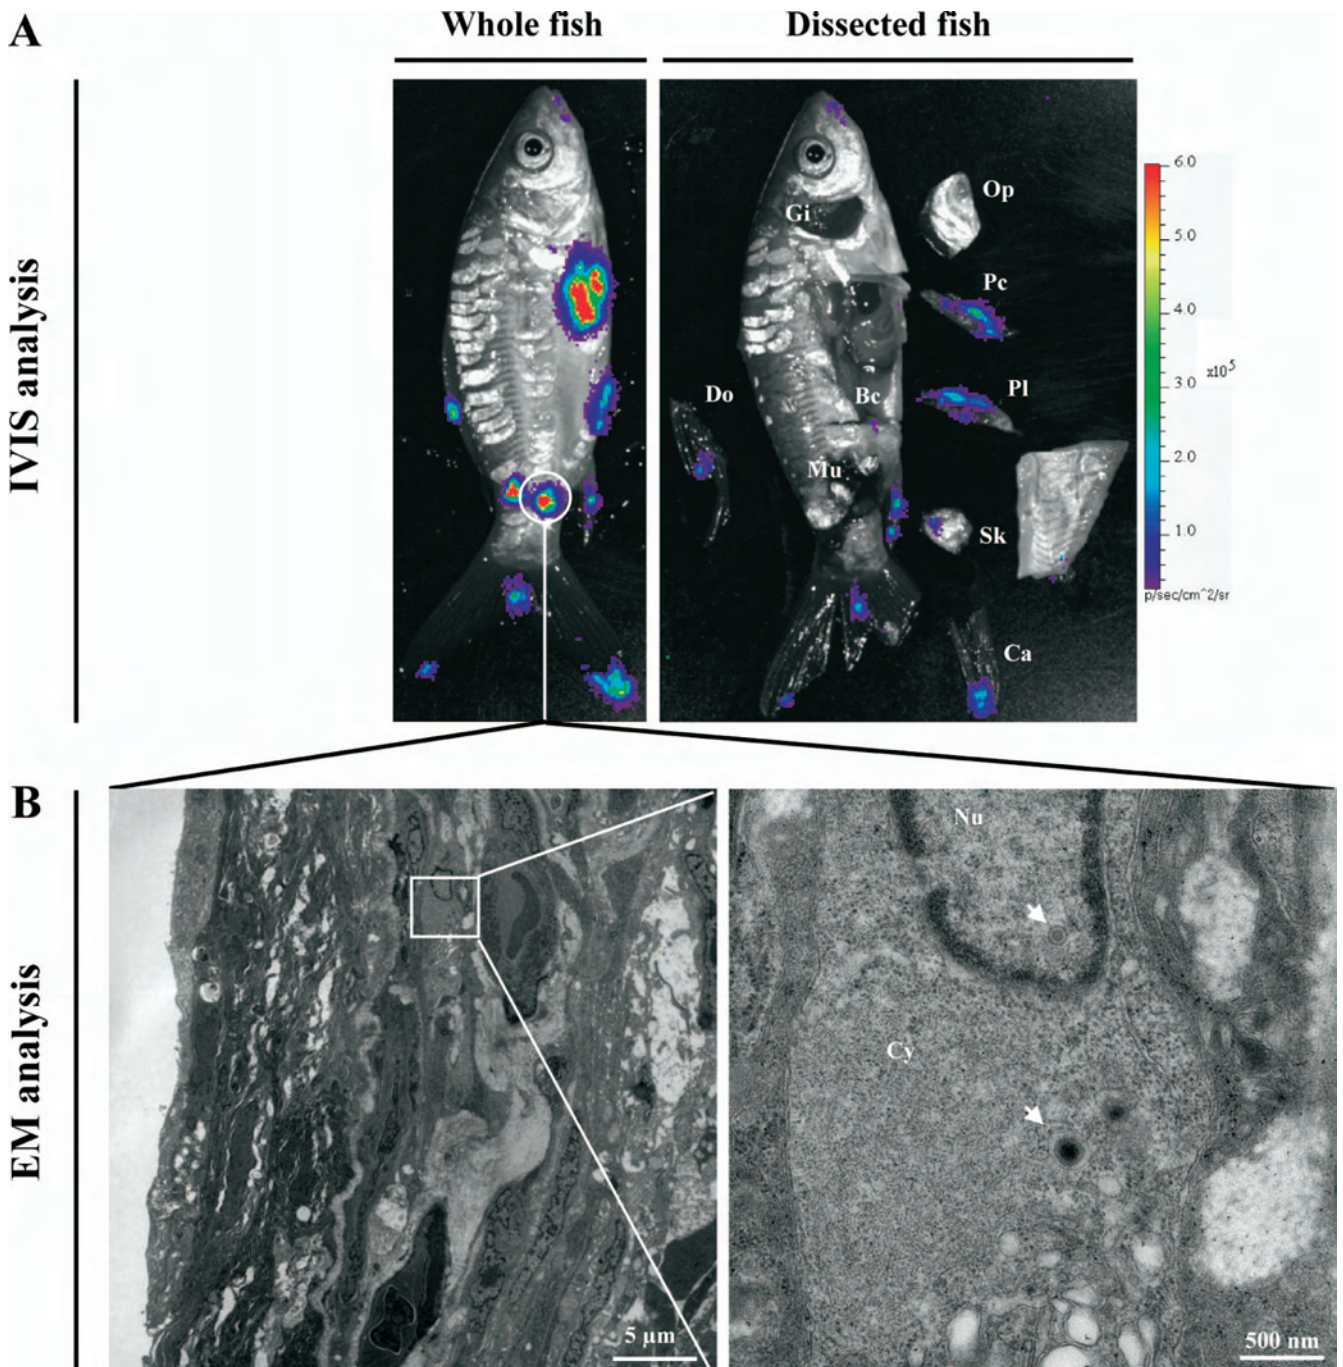 A
Whole fish
Dissected fish
IVIS analysis
Gi
Op
Pc
Do
Bc
Pl
Mu
Sk
Ca
6.0
5.0
4.0
3.0
x10⁵
2.0
1.0
p/sec/cm^2/sr
B
EM analysis
Nu
Cy
5 µm
500 nm